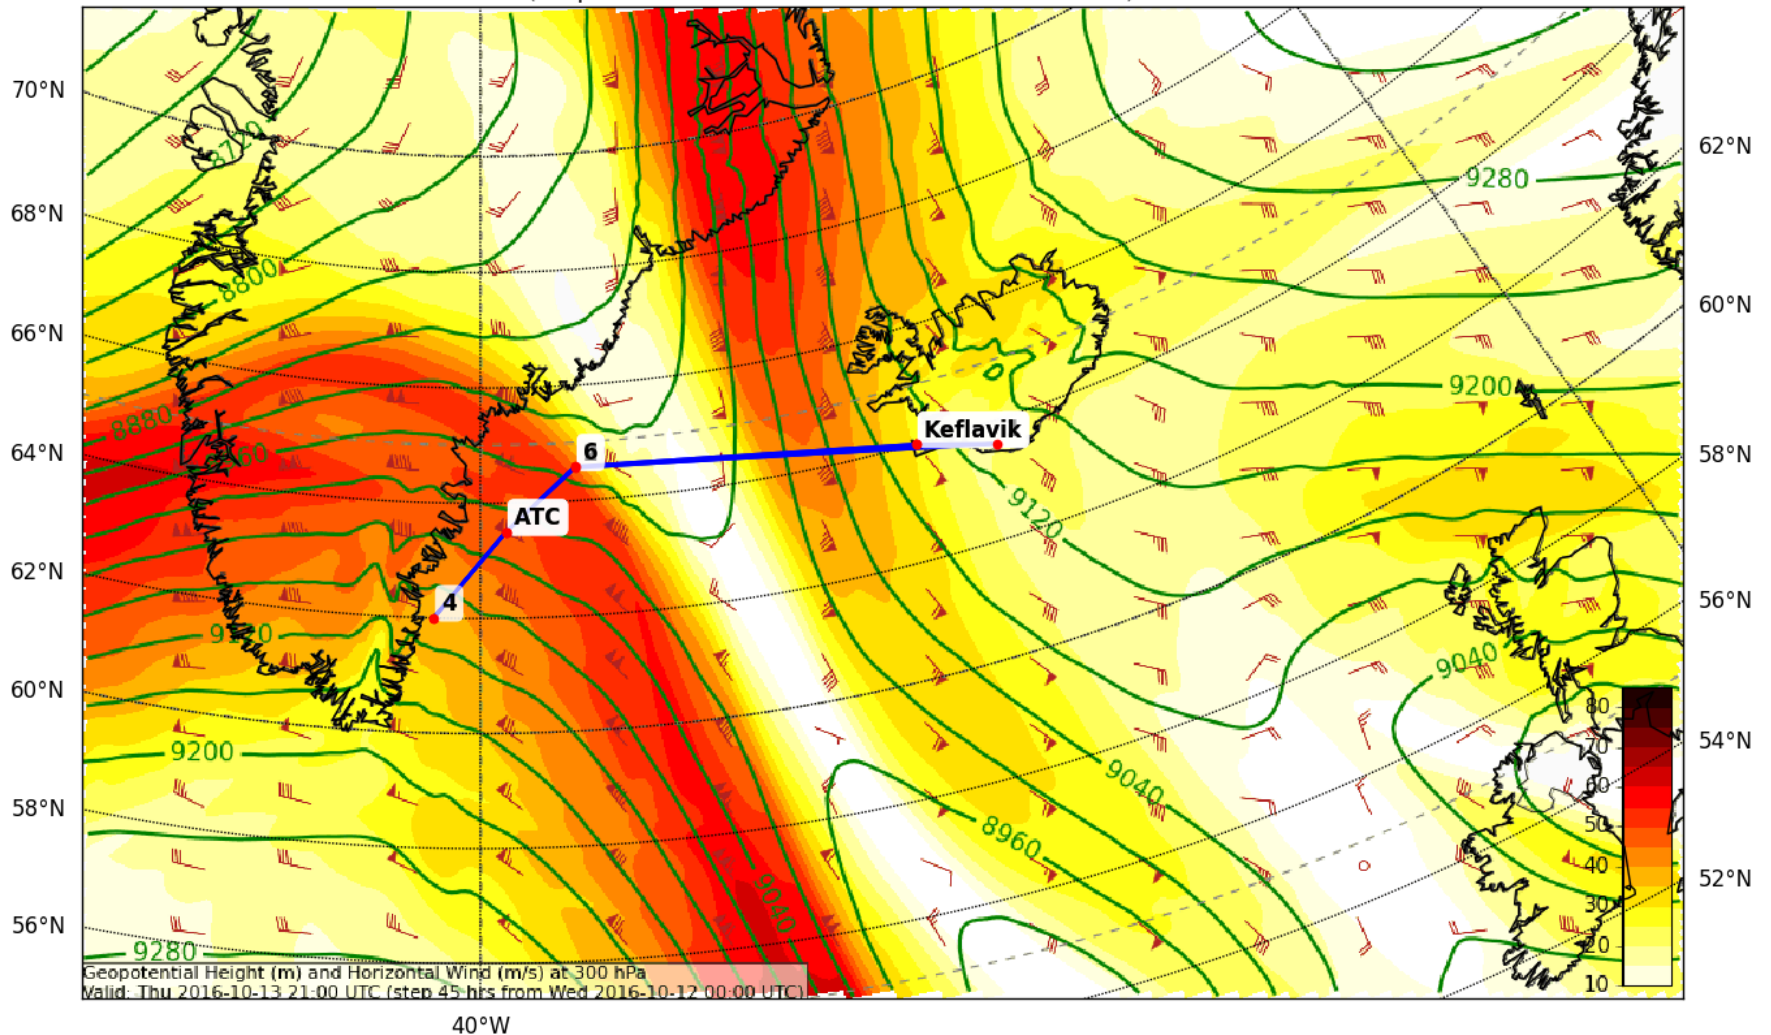 70°N
68°N
66°N
64°N
62°N
60°N
58°N
56°N
62°N
60°N
58°N
56°N
54°N
52°N
40°W
8720
8800
8880
9200
9280
9280
9200
9120
9040
9040
8960
9040
6
Keflavik
ATC
4
80
70
60
50
40
30
20
10
Geopotential Height (m) and Horizontal Wind (m/s) at 300 hPa
Valid: Thu 2016-10-13 21:00 UTC (step 45 hrs from Wed 2016-10-12 00:00 UTC)